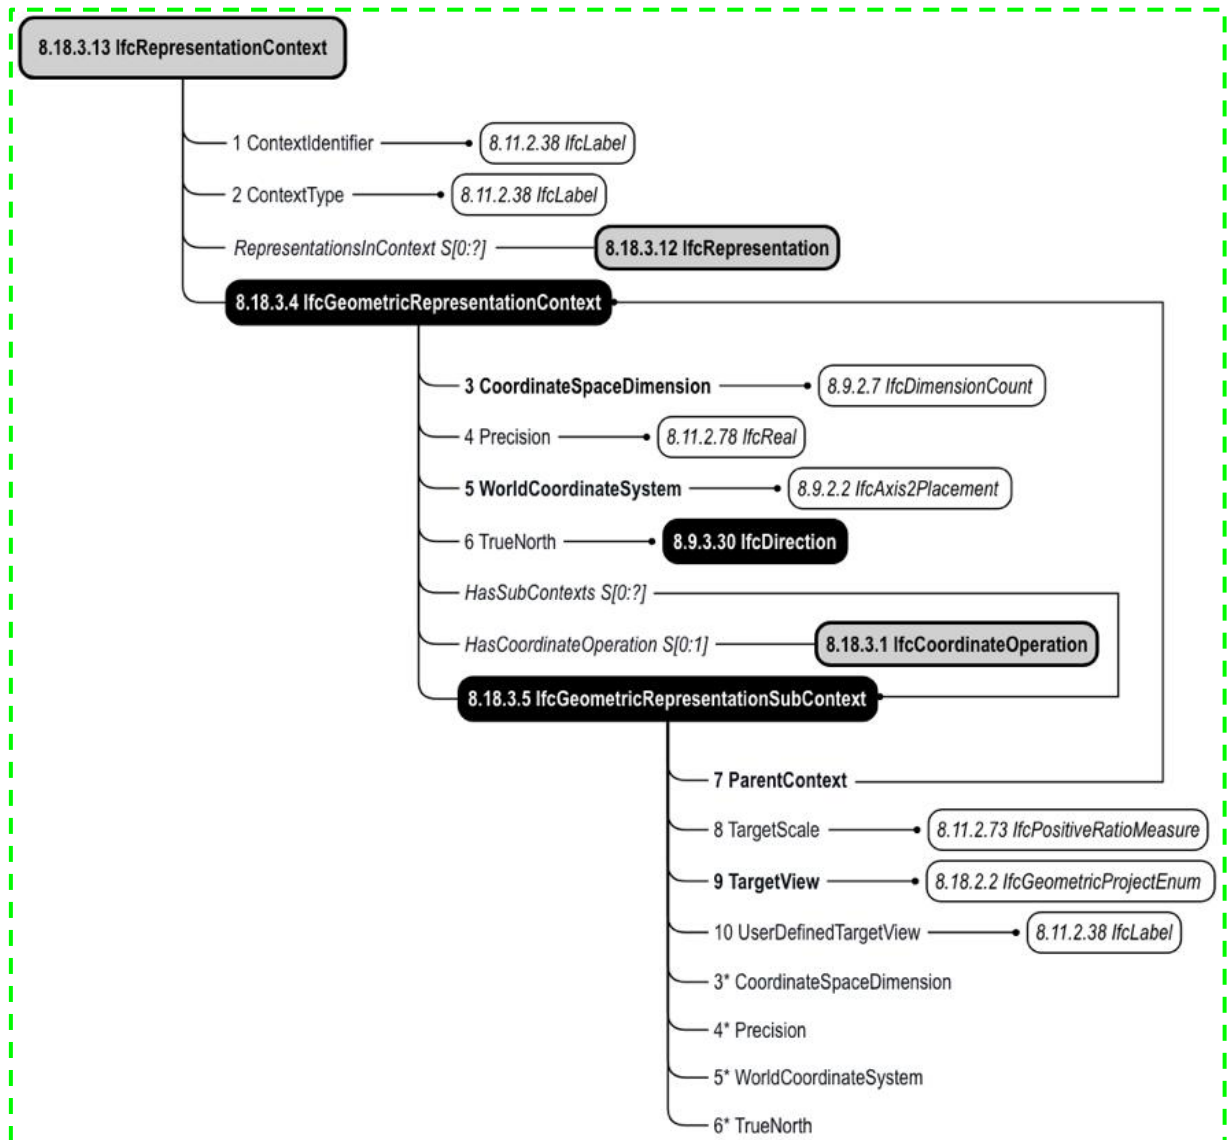 8.18.3.13 IfcRepresentationContext
1 ContextIdentifier 8.11.2.38 IfcLabel
2 ContextType 8.11.2.38 IfcLabel
RepresentationsInContext S[0:?] 8.18.3.12 IfcRepresentation
8.18.3.4 IfcGeometricRepresentationContext
3 CoordinateSpaceDimension 8.9.2.7 IfcDimensionCount
4 Precision 8.11.2.78 IfcReal
5 WorldCoordinateSystem 8.9.2.2 IfcAxis2Placement
6 TrueNorth 8.9.3.30 IfcDirection
HasSubContexts S[0:?]
HasCoordinateOperation S[0:1] 8.18.3.1 IfcCoordinateOperation
8.18.3.5 IfcGeometricRepresentationSubContext
7 ParentContext
8 TargetScale 8.11.2.73 IfcPositiveRatioMeasure
9 TargetView 8.18.2.2 IfcGeometricProjectEnum
10 UserDefinedTargetView 8.11.2.38 IfcLabel
3* CoordinateSpaceDimension
4* Precision
5* WorldCoordinateSystem
6* TrueNorth